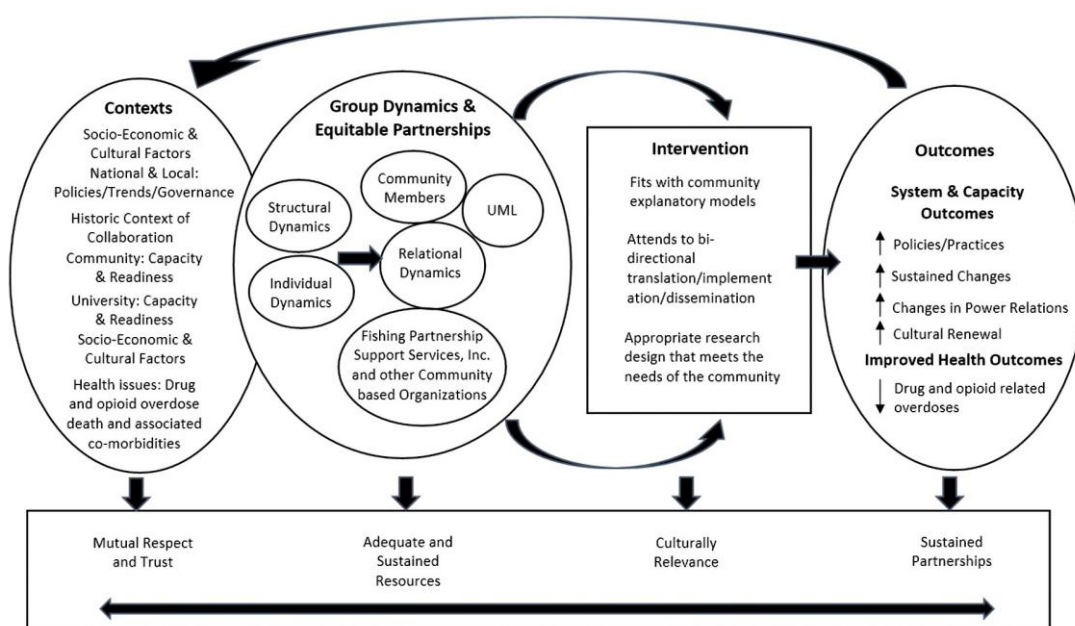 Contexts
Socio-Economic &
Cultural Factors
National & Local:
Policies/Trends/Governance
Historic Context of
Collaboration
Community: Capacity
& Readiness
University: Capacity
& Readiness
Socio-Economic &
Cultural Factors
Health issues: Drug
and opioid overdose
death and associated
co-morbidities
Group Dynamics &
Equitable Partnerships
Structural
Dynamics
Individual
Dynamics
Community
Members
UML
Relational
Dynamics
Fishing Partnership
Support Services, Inc.
and other Community
based Organizations
Intervention
Fits with community
explanatory models
Attends to bi-
directional
translation/implement
ation/dissemination
Appropriate research
design that meets the
needs of the community
Outcomes
System & Capacity
Outcomes
Policies/Practices
Sustained Changes
Changes in Power Relations
Cultural Renewal
Improved Health Outcomes
Drug and opioid related
overdoses
Mutual Respect
and Trust
Adequate and
Sustained
Resources
Culturally
Relevance
Sustained
Partnerships